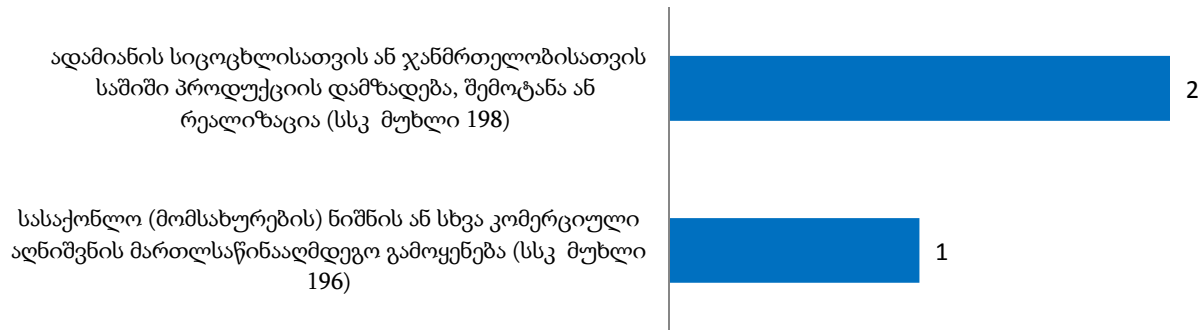 ადამიანის სიცოცხლისათვის ან ჯანმრთელობისათვის
საშიში პროდუქციის დამზადება, შემოტანა ან
რეალიზაცია (სსკ მუხლი 198)
2
სასაქონლო (მომსახურების) ნიშნის ან სხვა კომერციული
აღნიშვნის მართლსაწინააღმდეგო გამოყენება (სსკ მუხლი
196)
1